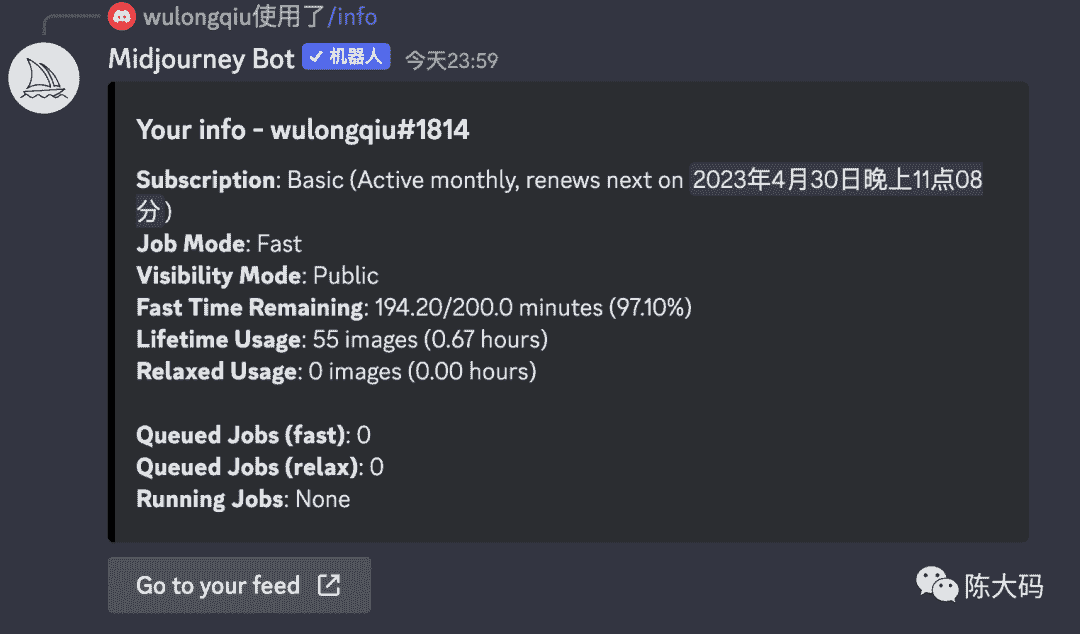 wulongqiu使用了/info
Midjourney Bot ✓ 机器人 今天23:59
Your info - wulongqiu#1814
Subscription: Basic (Active monthly, renews next on 2023年4月30日晚上11点08
分)
Job Mode: Fast
Visibility Mode: Public
Fast Time Remaining: 194.20/200.0 minutes (97.10%)
Lifetime Usage: 55 images (0.67 hours)
Relaxed Usage: 0 images (0.00 hours)
Queued Jobs (fast): 0
Queued Jobs (relax): 0
Running Jobs: None
Go to your feed
陈大码